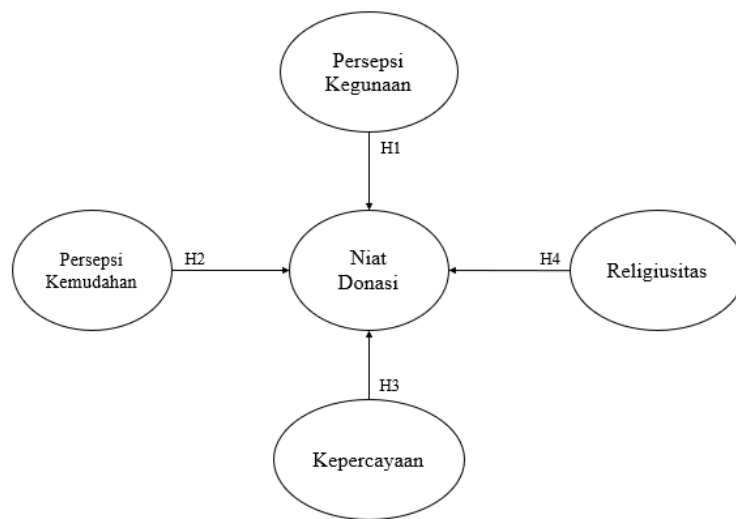 Persepsi
Kegunaan
H1
Persepsi
Kemudahan
H2
Niat
Donasi
H4
Religiusitas
H3
Kepercayaan